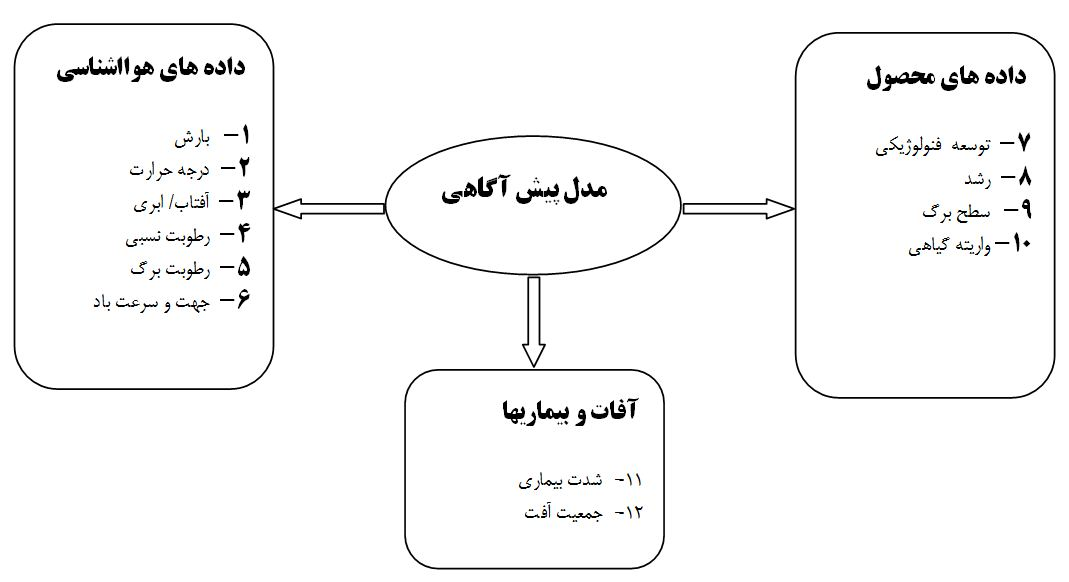 داده های محصول
۷– توسعه فنولوژیکی
۸– رشد
۹– سطح برگ
۱۰– واریته گیاهی
مدل پیش آگاهی
داده های هوااشناسی
۱– بارش
۲– درجه حرارت
۳– آفتاب/ ابری
۴– رطوبت نسبی
۵– رطوبت برگ
۶– جهت و سرعت باد
آفات و بیماریها
۱۱- شدت بیماری
۱۲- جمعیت آفت